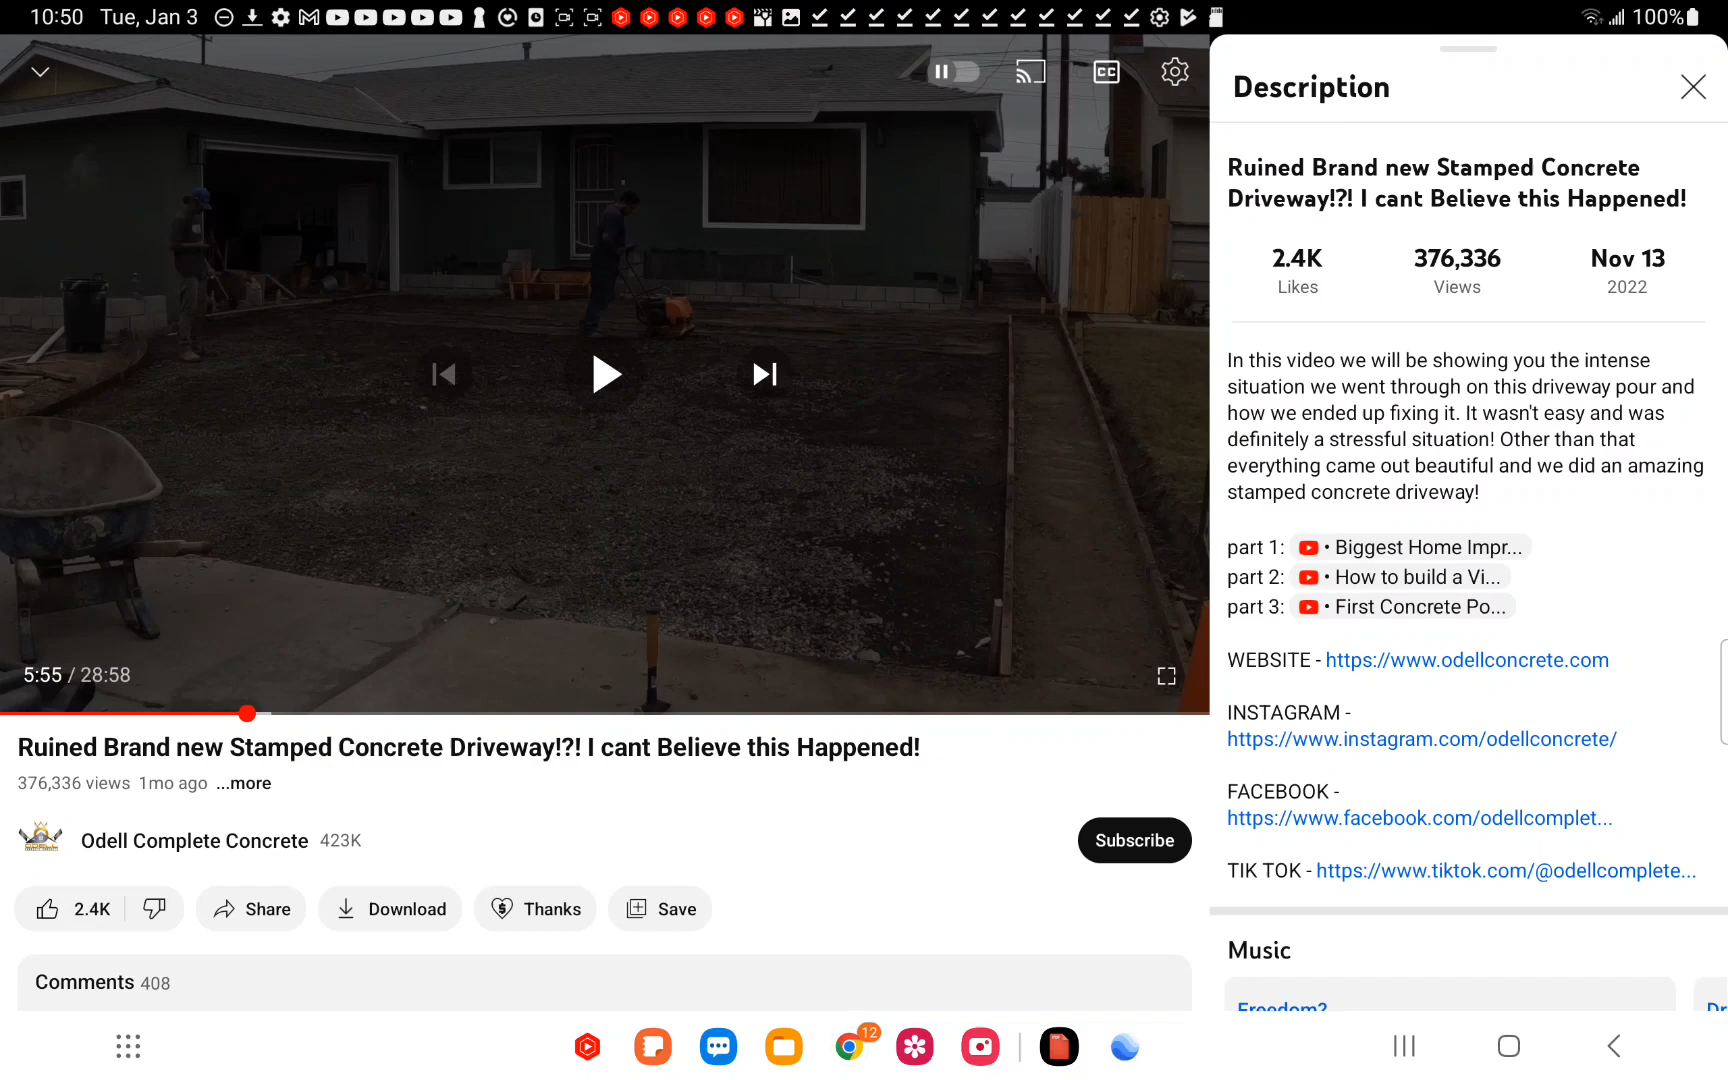 10:50 Tue, Jan 3
100%
CC
5:55 / 28:58
Ruined Brand new Stamped Concrete Driveway!?! I cant Believe this Happened!
376,336 views 1mo ago ...more
Odell Complete Concrete 423K
Subscribe
2.4K
Share
Download
Thanks
Save
Comments 408
Description
Ruined Brand new Stamped Concrete
Driveway!?! I cant Believe this Happened!
2.4K 376,336 Nov 13
Likes Views 2022
In this video we will be showing you the intense
situation we went through on this driveway pour and
how we ended up fixing it. It wasn't easy and was
definitely a stressful situation! Other than that
everything came out beautiful and we did an amazing
stamped concrete driveway!
part 1: • Biggest Home Impr...
part 2: • How to build a Vi...
part 3: • First Concrete Po...
WEBSITE - https://www.odellconcrete.com
INSTAGRAM -
https://www.instagram.com/odellconcrete/
FACEBOOK -
https://www.facebook.com/odellcomplet...
TIK TOK - https://www.tiktok.com/@odellcomplete...
Music
Freedom?
Dr
12